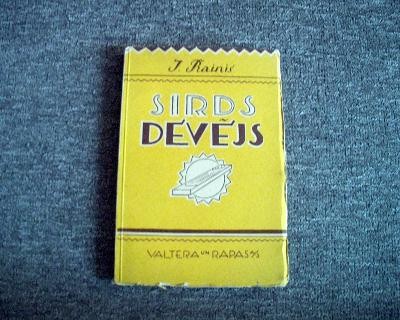 J. Rainis
SIRDS
DEVĒJS
VALTERA UN RAPAS A/S